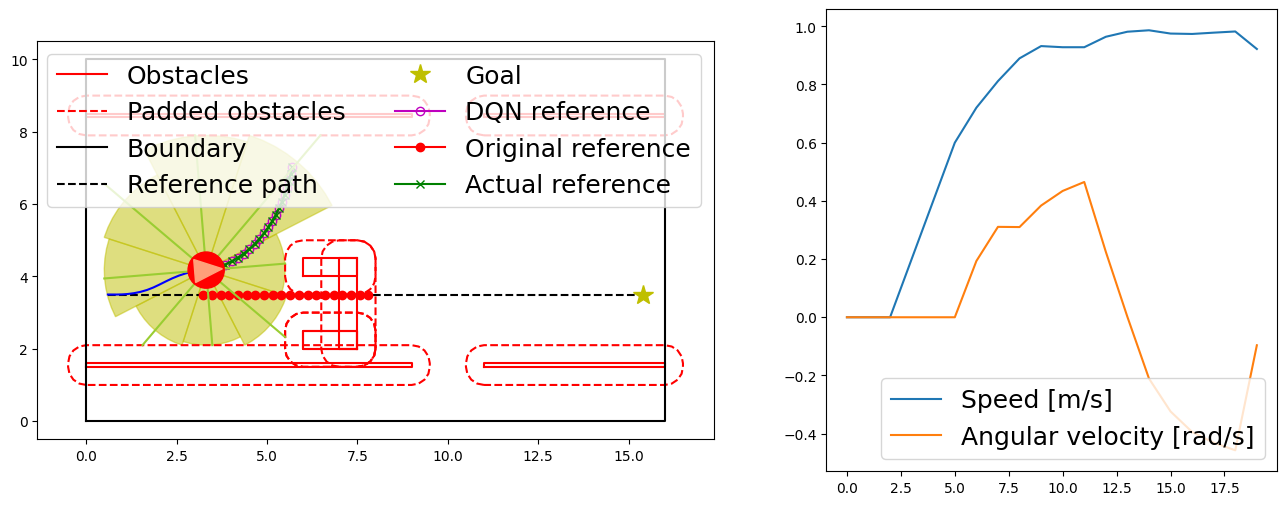 Obstacles
Padded obstacles
Boundary
Reference path
Goal
DQN reference
Original reference
Actual reference
10
8
6
4
2
0
0.0 2.5 5.0 7.5 10.0 12.5 15.0
1.0
0.8
0.6
0.4
0.2
0.0
−0.2
−0.4
Speed [m/s]
Angular velocity [rad/s]
0.0 2.5 5.0 7.5 10.0 12.5 15.0 17.5